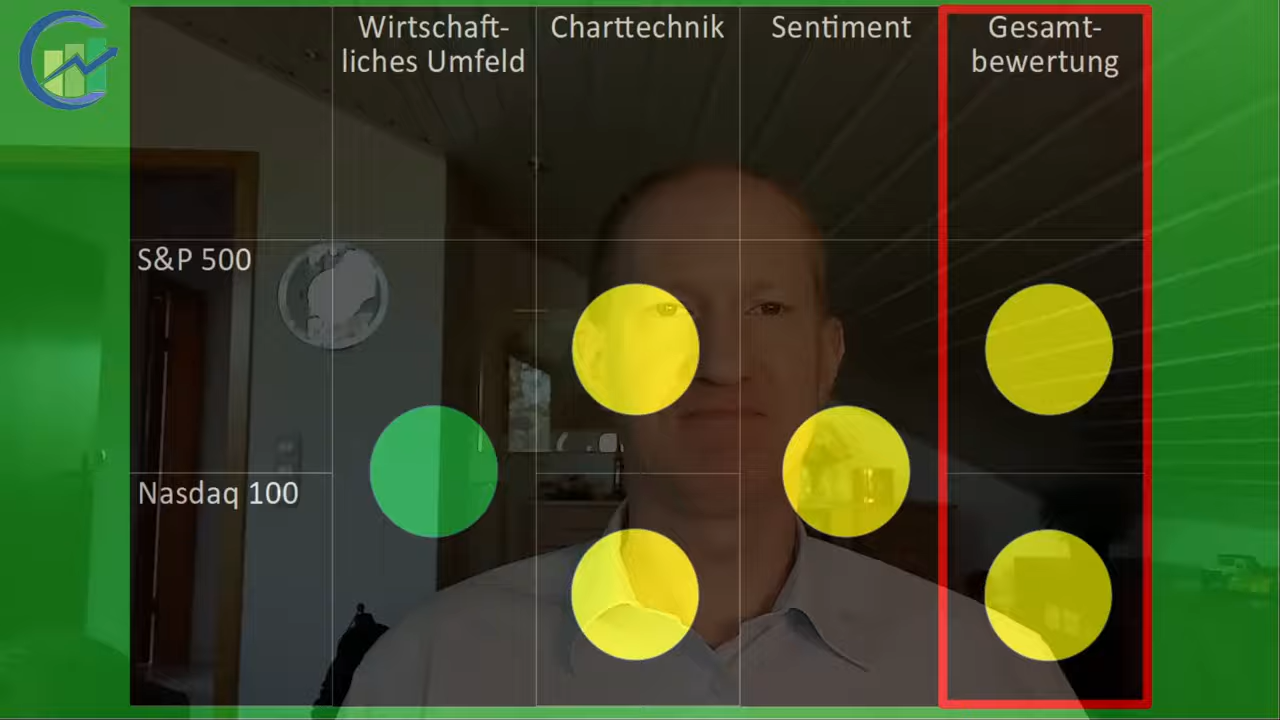 Wirtschaft-
liches Umfeld
Charttechnik
Sentiment
Gesamt-
bewertung
S&P 500
Nasdaq 100